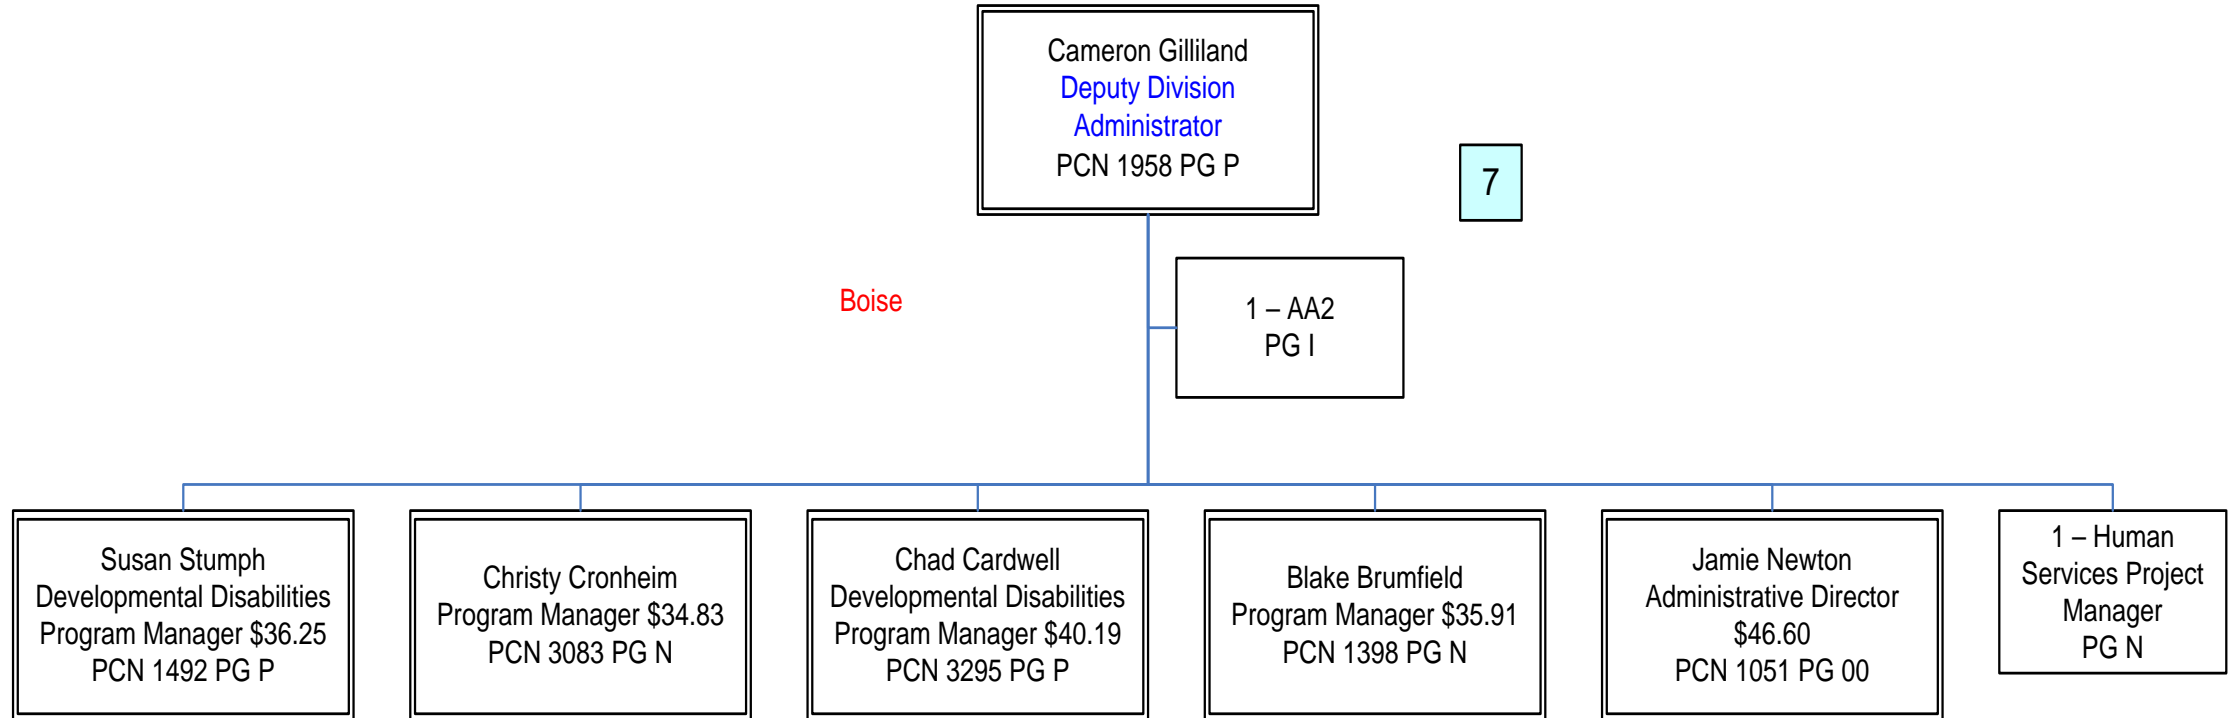 Cameron Gilliland
Deputy Division
Administrator
PCN 1958 PG P
7
Boise
1 – AA2
PG I
Susan Stumph
Developmental Disabilities
Program Manager $36.25
PCN 1492 PG P
Christy Cronheim
Program Manager $34.83
PCN 3083 PG N
Chad Cardwell
Developmental Disabilities
Program Manager $40.19
PCN 3295 PG P
Blake Brumfield
Program Manager $35.91
PCN 1398 PG N
Jamie Newton
Administrative Director
$46.60
PCN 1051 PG 00
1 – Human
Services Project
Manager
PG N